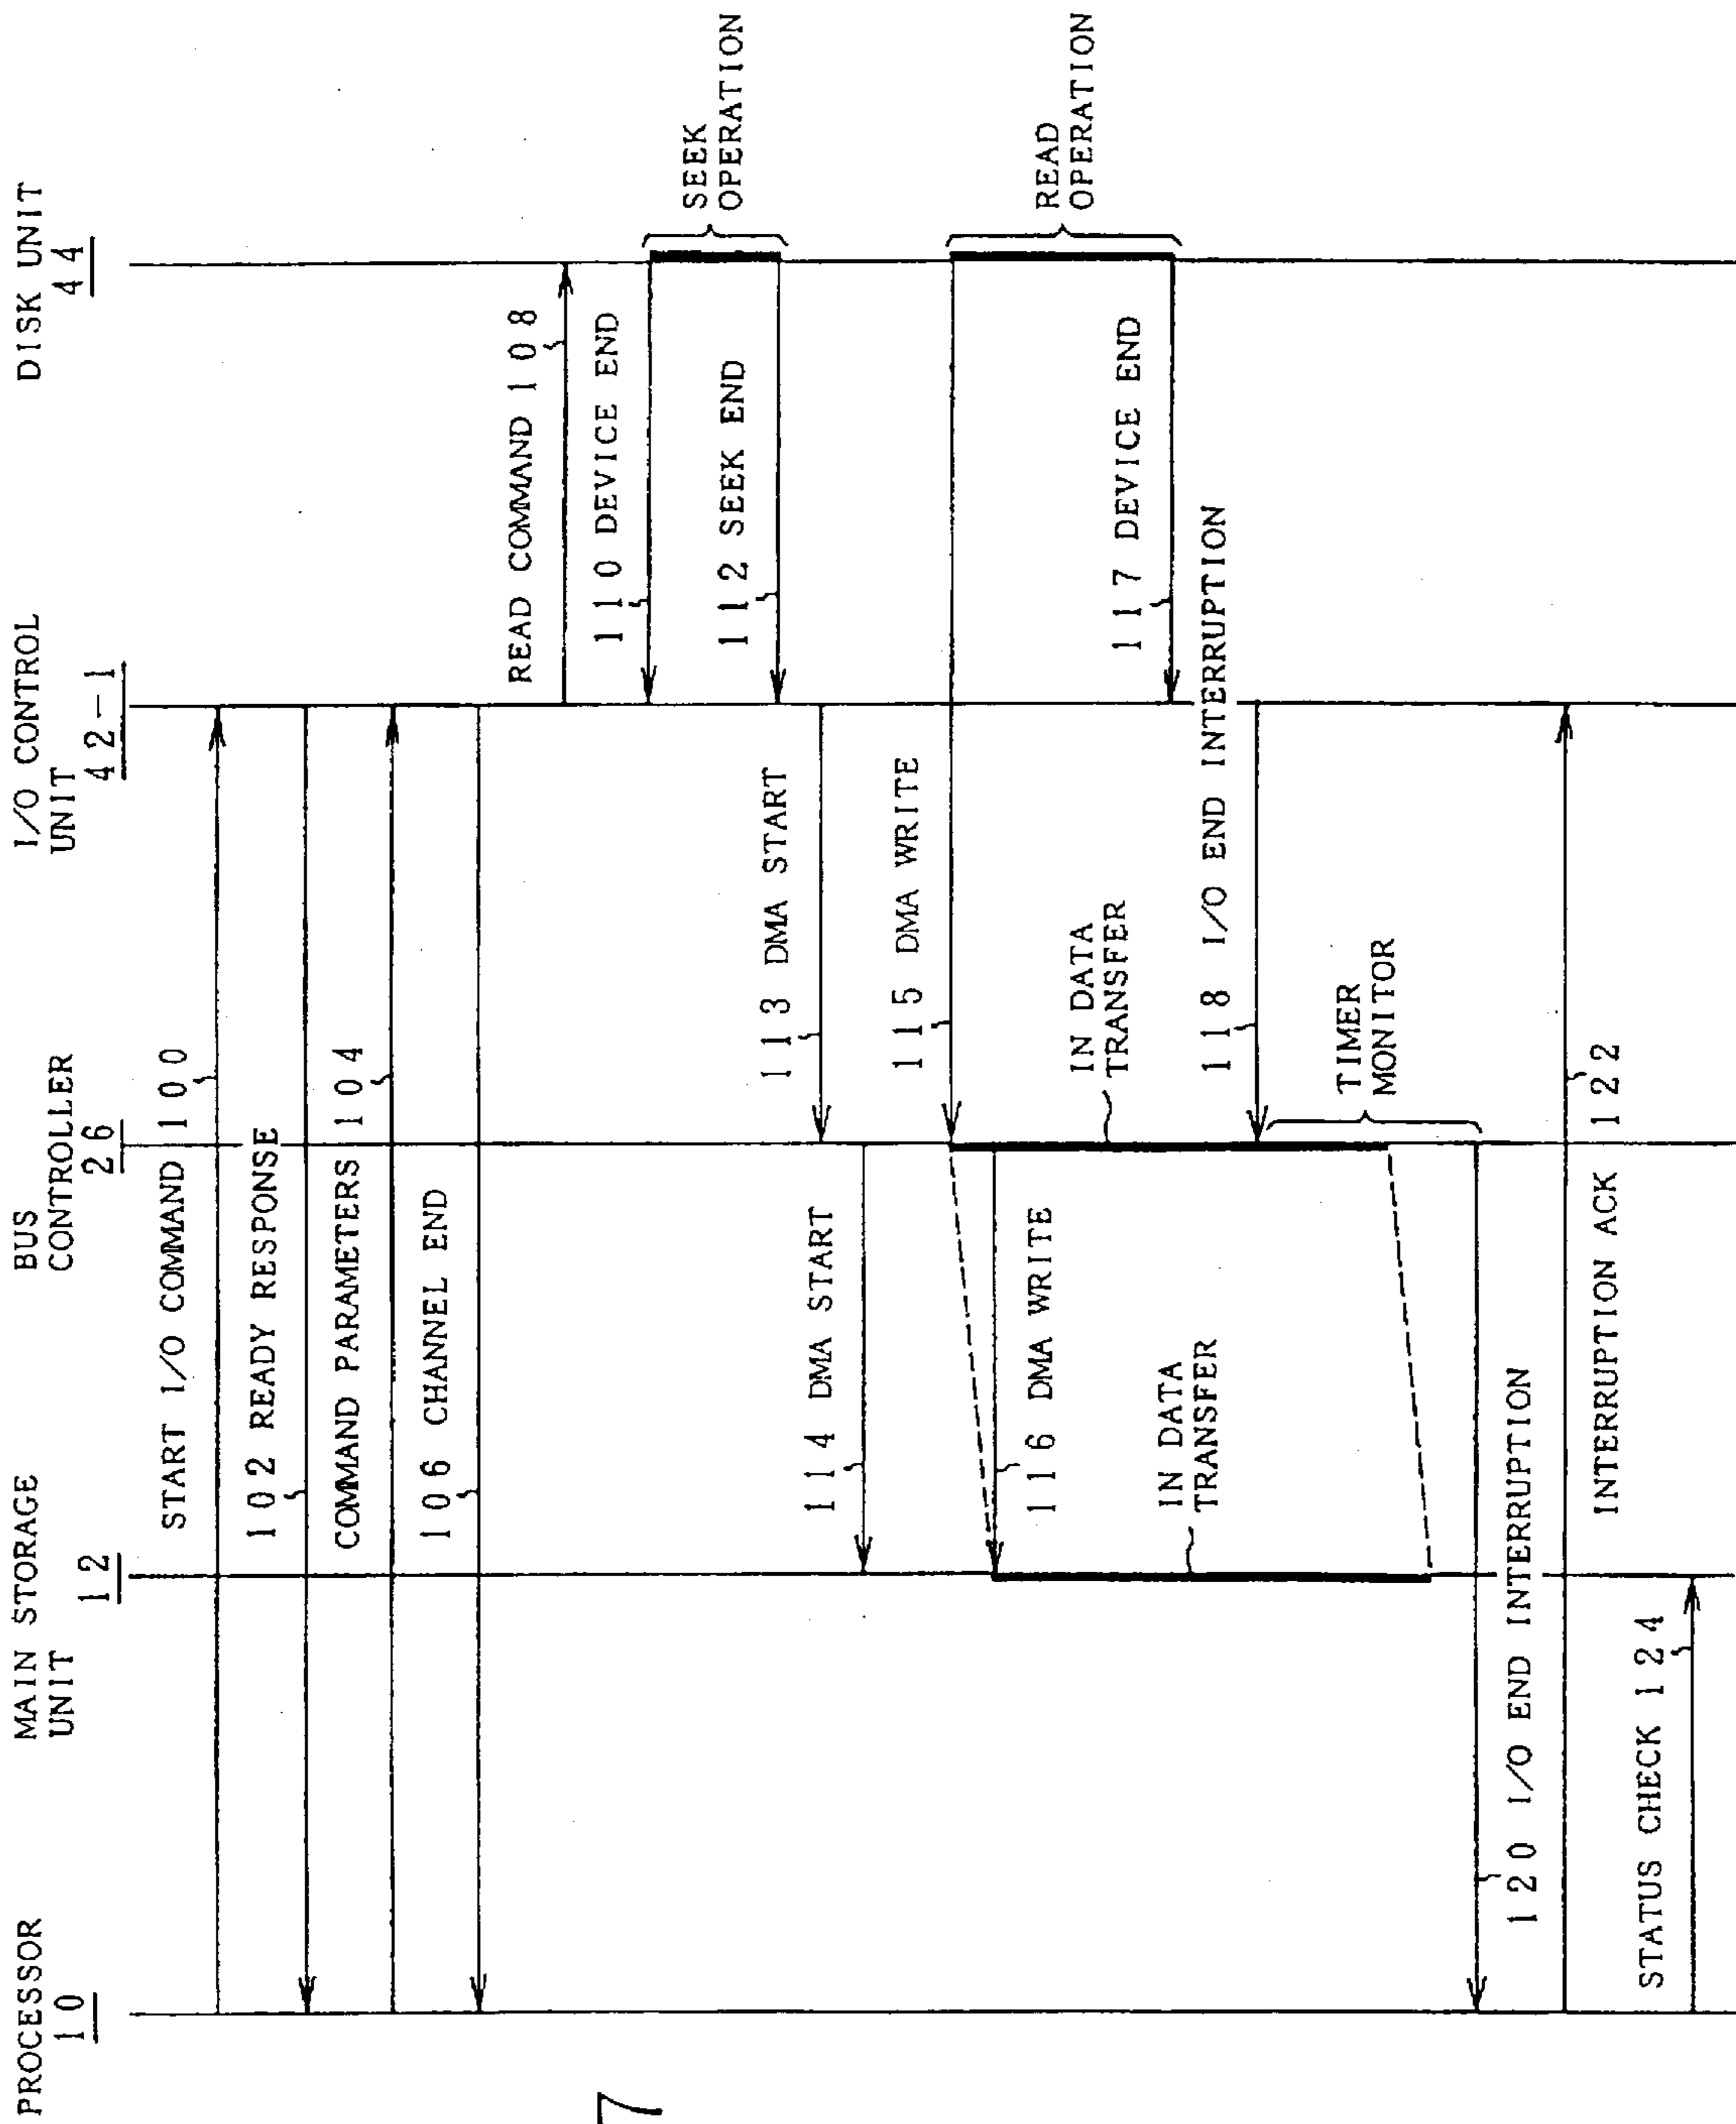 PROCESSOR
10
MAIN STORAGE
UNIT
12
BUS
CONTROLLER
26
I/O CONTROL
UNIT
42-1
DISK UNIT
44
START I/O COMMAND 100
102 READY RESPONSE
COMMAND PARAMETERS 104
106 CHANNEL END
READ COMMAND 108
110 DEVICE END
112 SEEK END
SEEK
OPERATION
113 DMA START
114 DMA START
115 DMA WRITE
116 DMA WRITE
READ
OPERATION
IN DATA
TRANSFER
IN DATA
TRANSFER
117 DEVICE END
118 I/O END INTERRUPTION
TIMER
MONITOR
120 I/O END INTERRUPTION
INTERRUPTION ACK 122
STATUS CHECK 124
7